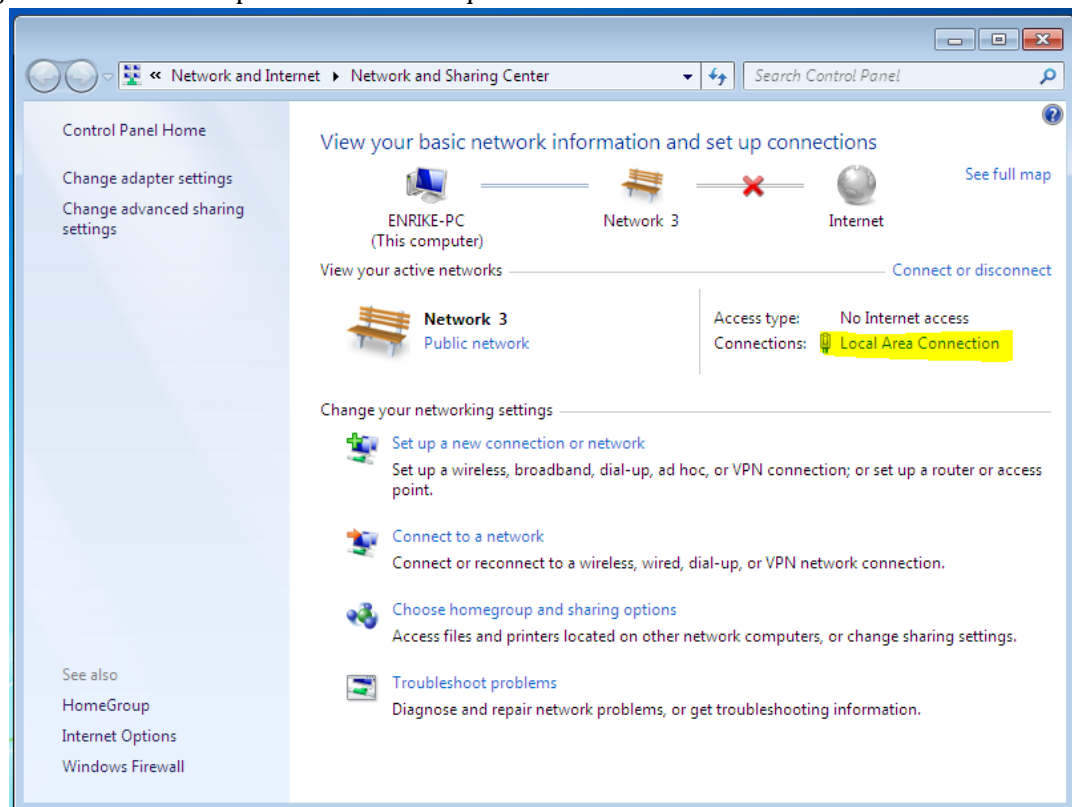 « Network and Internet ▸ Network and Sharing Center
Search Control Panel
Control Panel Home
Change adapter settings
Change advanced sharing
settings
View your basic network information and set up connections
See full map
ENRIKE-PC
(This computer)
Network 3
Internet
View your active networks
Connect or disconnect
Network 3
Public network
Access type: No Internet access
Connections: Local Area Connection
Change your networking settings
Set up a new connection or network
Set up a wireless, broadband, dial-up, ad hoc, or VPN connection; or set up a router or access
point.
Connect to a network
Connect or reconnect to a wireless, wired, dial-up, or VPN network connection.
Choose homegroup and sharing options
Access files and printers located on other network computers, or change sharing settings.
Troubleshoot problems
Diagnose and repair network problems, or get troubleshooting information.
See also
HomeGroup
Internet Options
Windows Firewall